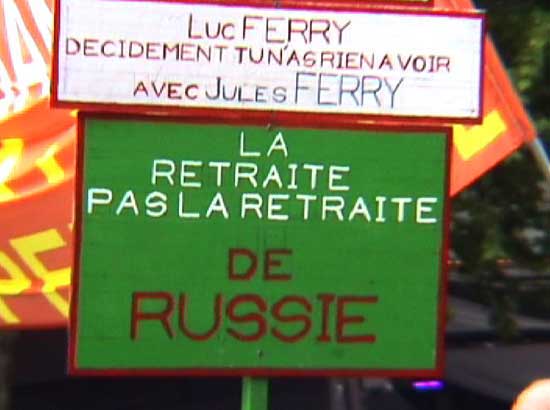 Luc FERRY
DECIDEMENT TU N'AS RIEN A VOIR
AVEC JULES FERRY
LA
RETRAITE
PAS LA RETRAITE
DE
RUSSIE